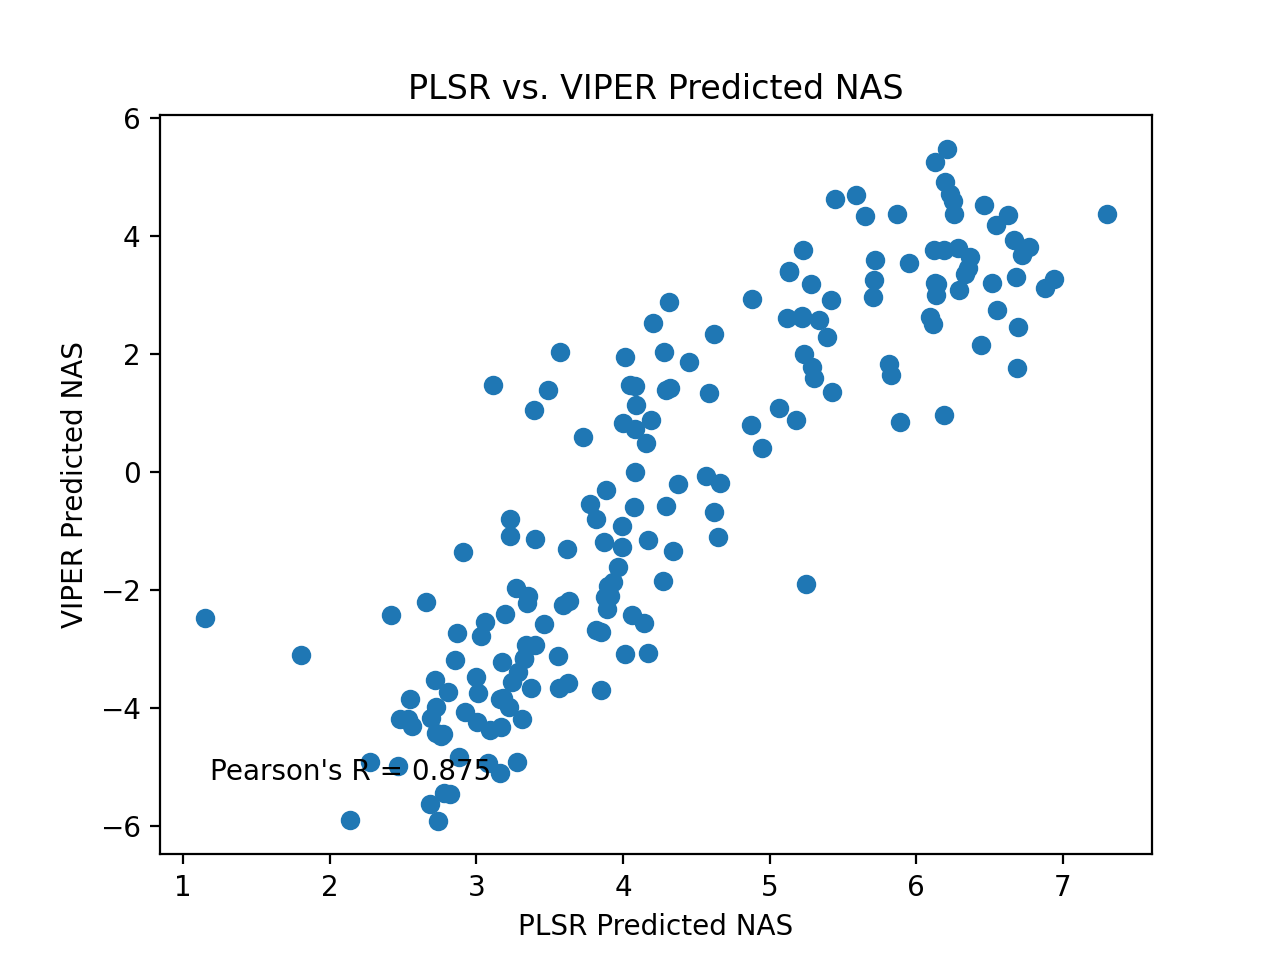 PLSR vs. VIPER Predicted NAS
6
4
2
0
−2
−4
−6
VIPER Predicted NAS
Pearson's R = 0.875
1 2 3 4 5 6 7
PLSR Predicted NAS